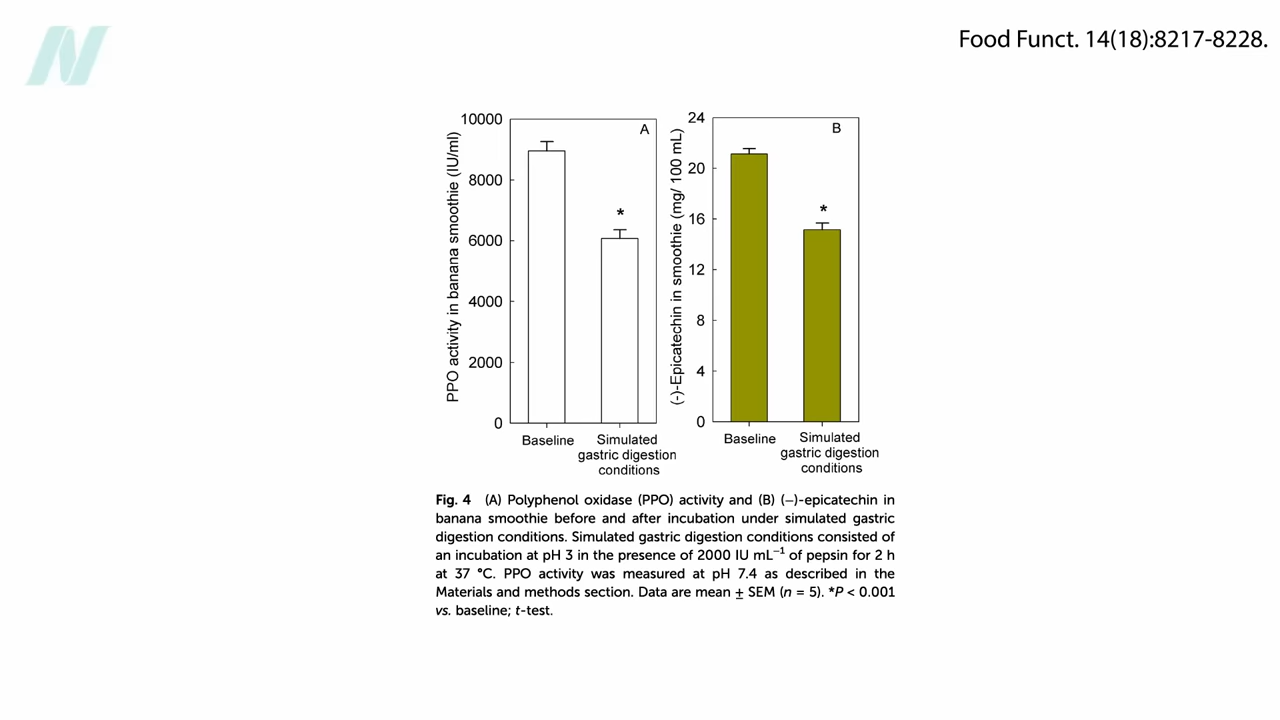 Food Funct. 14(18):8217-8228.
A
PPO activity in banana smoothie (IU/ml)
10000
8000
6000
4000
2000
0
*
Baseline
Simulated
gastric digestion
conditions
B
(-)-Epicatechin in smoothie (mg/ 100 mL)
24
20
16
12
8
4
0
*
Baseline
Simulated
gastric digestion
conditions
Fig. 4 (A) Polyphenol oxidase (PPO) activity and (B) (−)-epicatechin in
banana smoothie before and after incubation under simulated gastric
digestion conditions. Simulated gastric digestion conditions consisted of
an incubation at pH 3 in the presence of 2000 IU mL⁻¹ of pepsin for 2 h
at 37 °C. PPO activity was measured at pH 7.4 as described in the
Materials and methods section. Data are mean ± SEM (n = 5). *P < 0.001
vs. baseline; t-test.